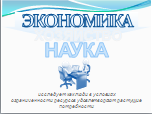 ЭКОНОМИКА
НАУКА
исследует как люди в условиях
ограниченности ресурсов удовлетворяют растущие
потребности